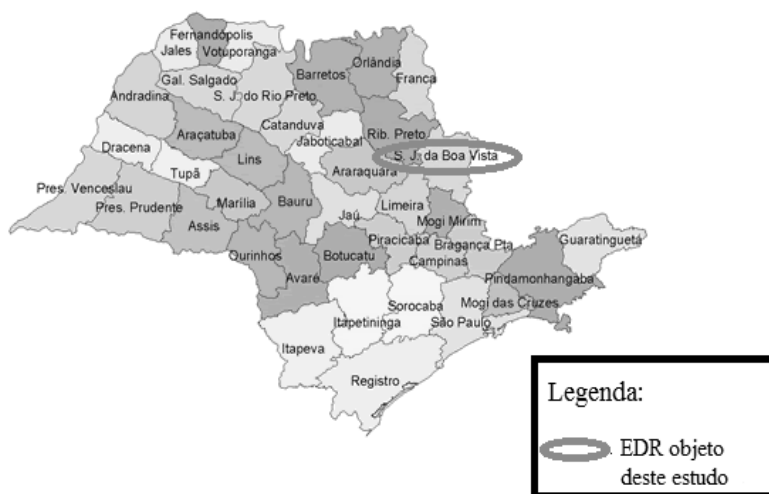 Fernandópolis
Jales
Votuporanga
Orlândia
Barretos
Franca
Gal. Salgado
S. J. do Rio Preto
Andradina
Catanduva
Rib. Preto
Araçatuba
Jaboticabal
Dracena
Lins
S. J. da Boa Vista
Tupã
Araraquara
Pres. Venceslau
Marília
Bauru
Limeira
Pres. Prudente
Jaú
Mogi Mirim
Assis
Piracicaba
Bragança Pta
Guaratinguetá
Ourinhos
Botucatu
Campinas
Avaré
Pindamonhangaba
Sorocaba
Mogi das Cruzes
Itapetininga
São Paulo
Itapeva
Registro
Legenda:
EDR objeto
deste estudo